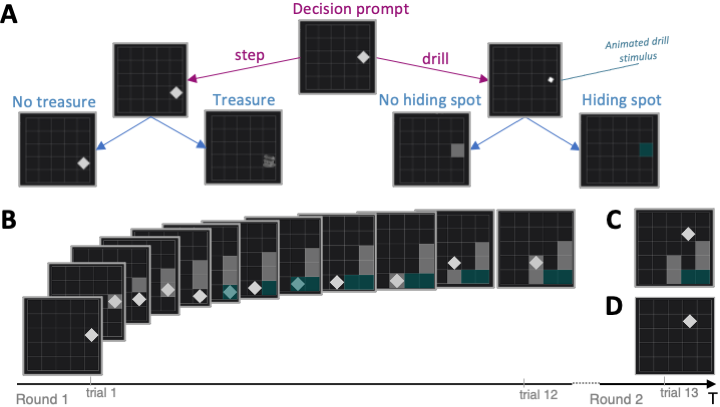 A
Decision prompt
step
drill
Animated drill
stimulus
No treasure
Treasure
No hiding spot
Hiding spot
B
C
D
Round 1
trial 1
trial 12
Round 2
trial 13
T